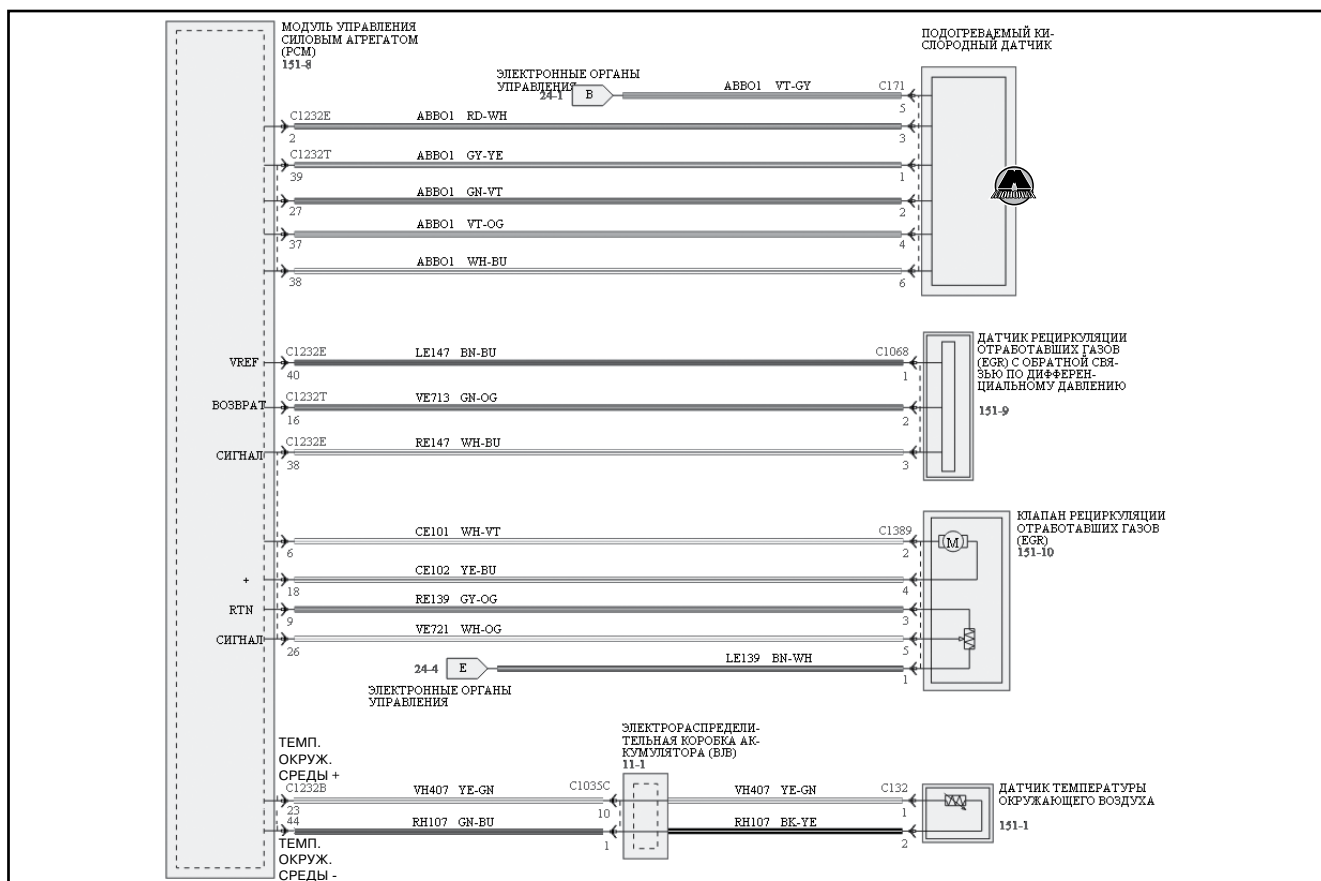 МОДУЛЬ УПРАВЛЕНИЯ
СИЛОВЫМ АГРЕГАТОМ
(PCM)
151-8
ПОДОГРЕВАЕМЫЙ КИ-
СЛОРОДНЫЙ ДАТЧИК
ЭЛЕКТРОННЫЕ ОРГАНЫ
УПРАВЛЕНИЯ
24-1 B ABBO1 VT-GY C171
5
C1232E ABBO1 RD-WH
2 3
C1232T ABBO1 GY-YE
39 1
ABBO1 GN-VT
27 2
ABBO1 VT-OG
37 4
ABBO1 WH-BU
38 6
ДАТЧИК РЕЦИРКУЛЯЦИИ
ОТРАБОТАВШИХ ГАЗОВ
(EGR) С ОБРАТНОЙ СВЯ-
ЗЬЮ ПО ДИФФЕРЕН-
ЦИАЛЬНОМУ ДАВЛЕНИЮ
151-9
VREF C1232E LE147 BN-BU C1068
40 1
ВОЗВРАТ C1232T VE713 GN-OG
16 2
СИГНАЛ C1232E RE147 WH-BU
38 3
КЛАПАН РЕЦИРКУЛЯЦИИ
ОТРАБОТАВШИХ ГАЗОВ
(EGR)
151-10
CE101 WH-VT C1389
6 2 M
+ CE102 YE-BU
18 4
RTN RE139 GY-OG
9 3
СИГНАЛ VE721 WH-OG
26 5
24-4 E LE139 BN-WH
1
ЭЛЕКТРОННЫЕ ОРГАНЫ
УПРАВЛЕНИЯ
ЭЛЕКТРОРАСПРЕДЕЛИ-
ТЕЛЬНАЯ КОРОБКА АК-
КУМУЛЯТОРА (BJB)
11-1
ТЕМП.
ОКРУЖ.
СРЕДЫ +
C1232B VH407 YE-GN C1035C VH407 YE-GN C132
23 10 1
44 RH107 GN-BU RH107 BK-YE
1 2
ДАТЧИК ТЕМПЕРАТУРЫ
ОКРУЖАЮЩЕГО ВОЗДУХА
151-1
ТЕМП.
ОКРУЖ.
СРЕДЫ -